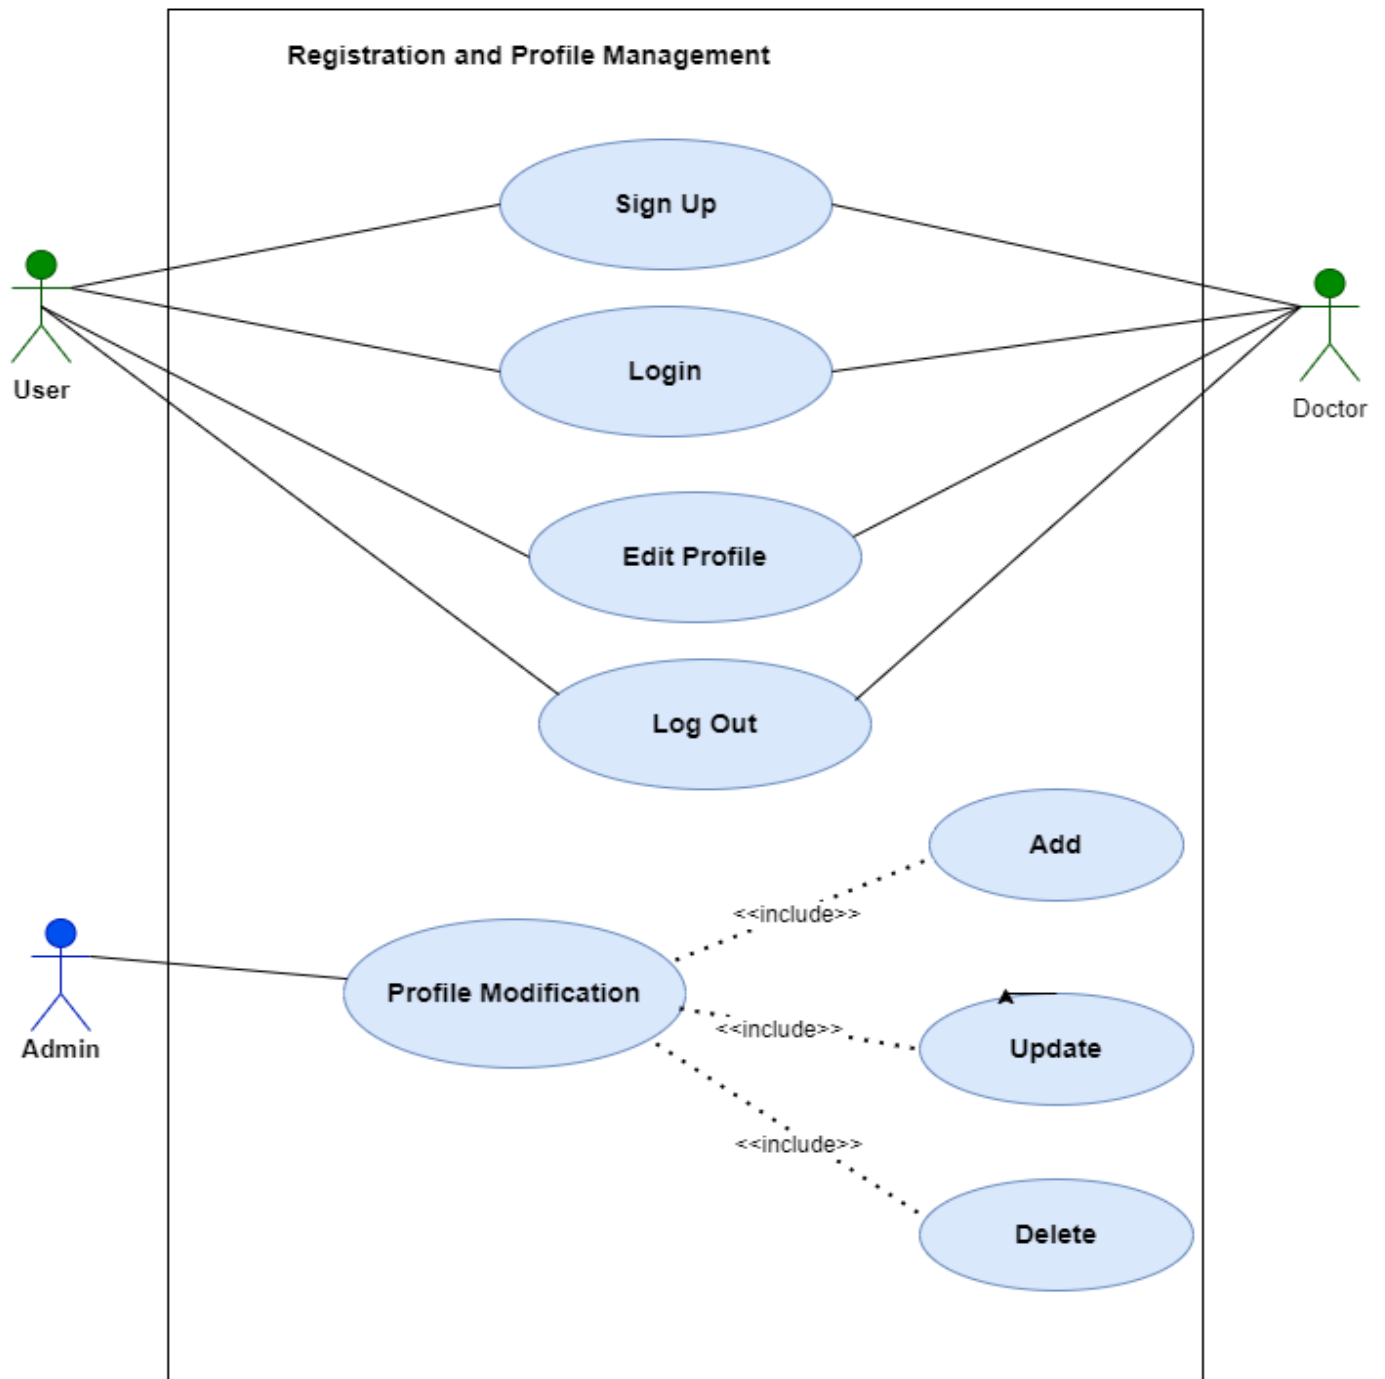 Registration and Profile Management
Sign Up
User
Login
Doctor
Edit Profile
Log Out
Add
<<include>>
Admin
Profile Modification
<<include>>
Update
<<include>>
Delete